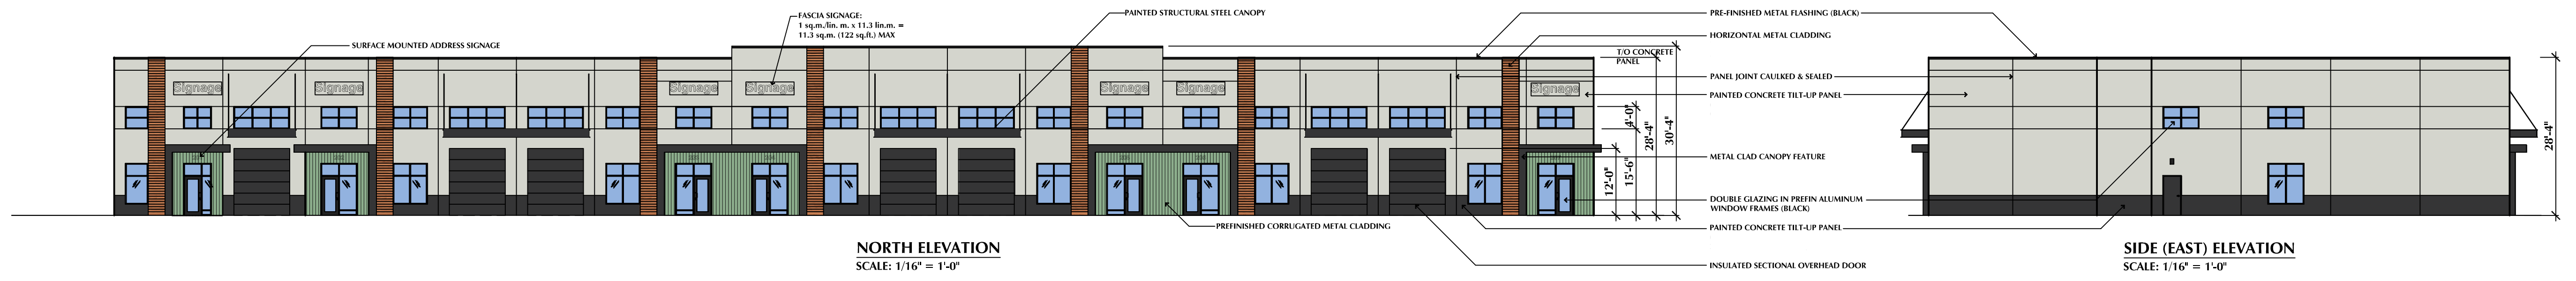 FASCIA SIGNAGE:
1 sq.m./lin. m. x 11.3 lin.m. =
11.3 sq.m. (122 sq.ft.) MAX
PAINTED STRUCTURAL STEEL CANOPY
PRE-FINISHED METAL FLASHING (BLACK)
HORIZONTAL METAL CLADDING
SURFACE MOUNTED ADDRESS SIGNAGE
T/O CONCRETE
PANEL
PANEL JOINT CAULKED & SEALED
PAINTED CONCRETE TILT-UP PANEL
Signage
Signage
Signage
Signage
Signage
Signage
Signage
4'-0"
28'-4"
30'-4"
28'-4"
METAL CLAD CANOPY FEATURE
12'-0"
15'-6"
DOUBLE GLAZING IN PREFIN ALUMINUM
WINDOW FRAMES (BLACK)
PREFINISHED CORRUGATED METAL CLADDING
PAINTED CONCRETE TILT-UP PANEL
NORTH ELEVATION
SCALE: 1/16" = 1'-0"
INSULATED SECTIONAL OVERHEAD DOOR
SIDE (EAST) ELEVATION
SCALE: 1/16" = 1'-0"